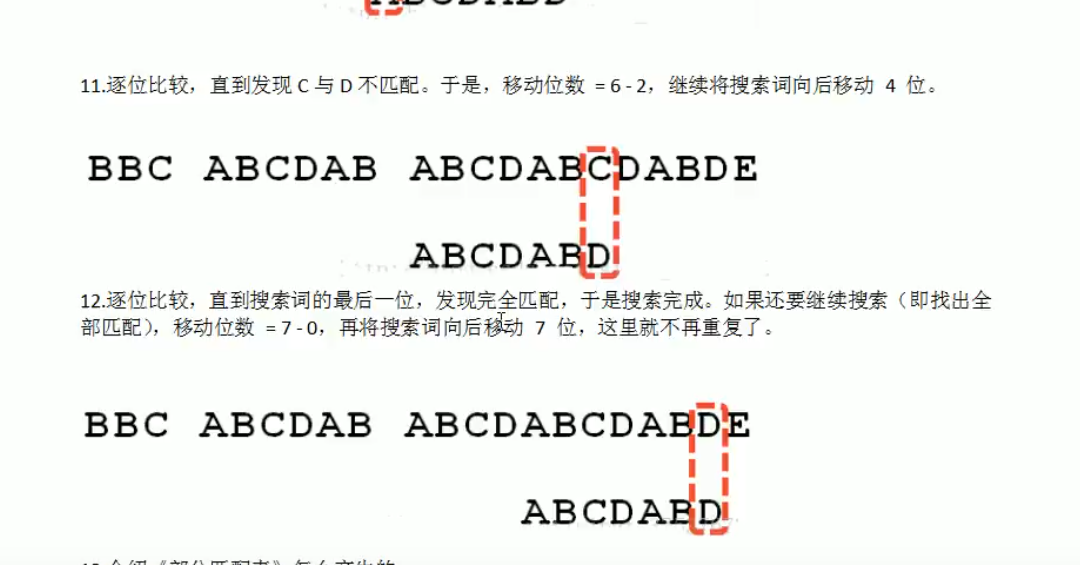 ABCDABD
11.逐位比较，直到发现 C 与 D 不匹配。于是，移动位数 = 6 - 2，继续将搜索词向后移动 4 位。
BBC ABCDAB ABCDABCDABDE
ABCDABD
12.逐位比较，直到搜索词的最后一位，发现完全匹配，于是搜索完成。如果还要继续搜索（即找出全
部匹配），移动位数 = 7 - 0，再将搜索词向后移动 7 位，这里就不再重复了。
BBC ABCDAB ABCDABCDABDE
ABCDABD